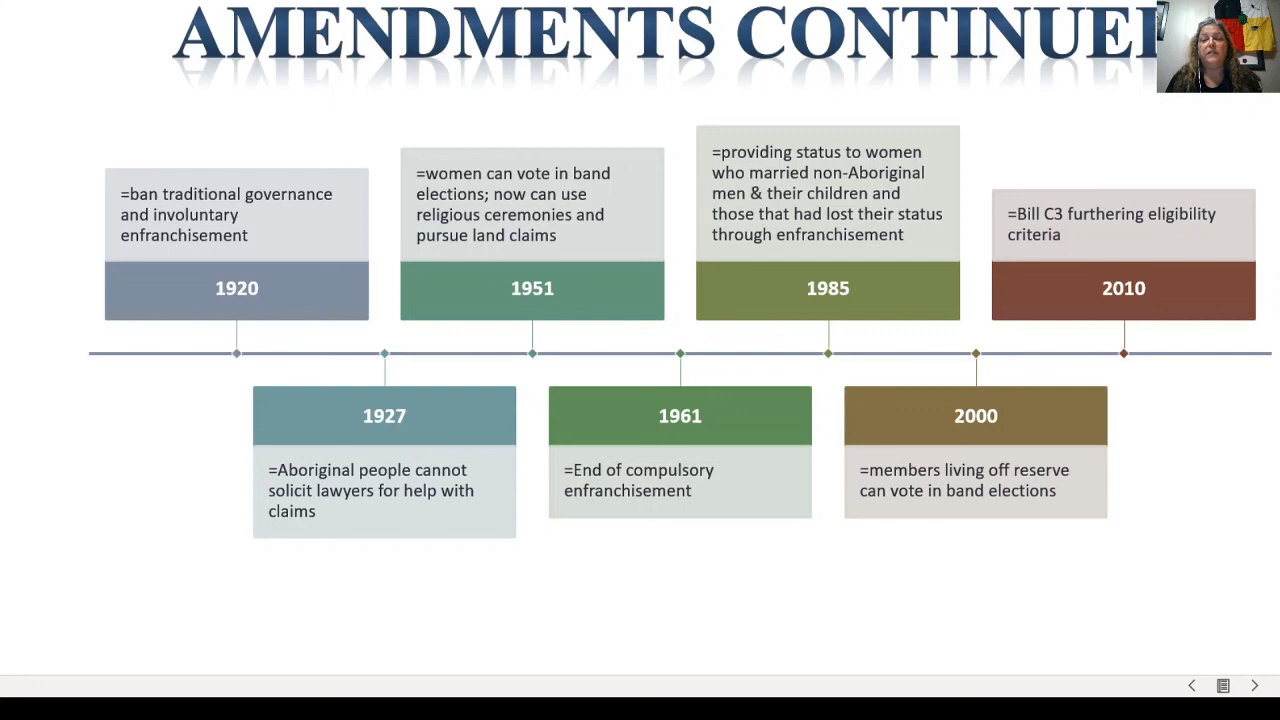 AMENDMENTS CONTINUED
=ban traditional governance
and involuntary
enfranchisement
1920
=women can vote in band
elections; now can use
religious ceremonies and
pursue land claims
1951
=providing status to women
who married non-Aboriginal
men & their children and
those that had lost their status
through enfranchisement
1985
=Bill C3 furthering eligibility
criteria
2010
1927
=Aboriginal people cannot
solicit lawyers for help with
claims
1961
=End of compulsory
enfranchisement
2000
=members living off reserve
can vote in band elections